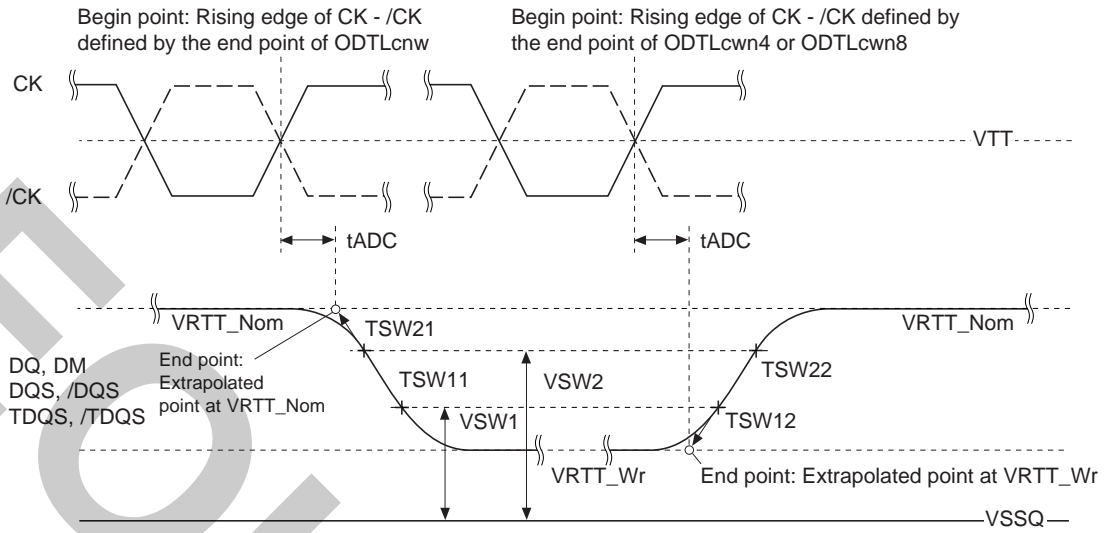 Begin point: Rising edge of CK - /CK
defined by the end point of ODTLcnw
Begin point: Rising edge of CK - /CK defined by
the end point of ODTLcwn4 or ODTLcwn8
CK
VTT
/CK
tADC
tADC
VRTT_Nom
TSW21
VRTT_Nom
DQ, DM
DQS, /DQS
TDQS, /TDQS
End point:
Extrapolated
point at VRTT_Nom
TSW11
VSW2
TSW22
VSW1
TSW12
VRTT_Wr
End point: Extrapolated point at VRTT_Wr
VSSQ